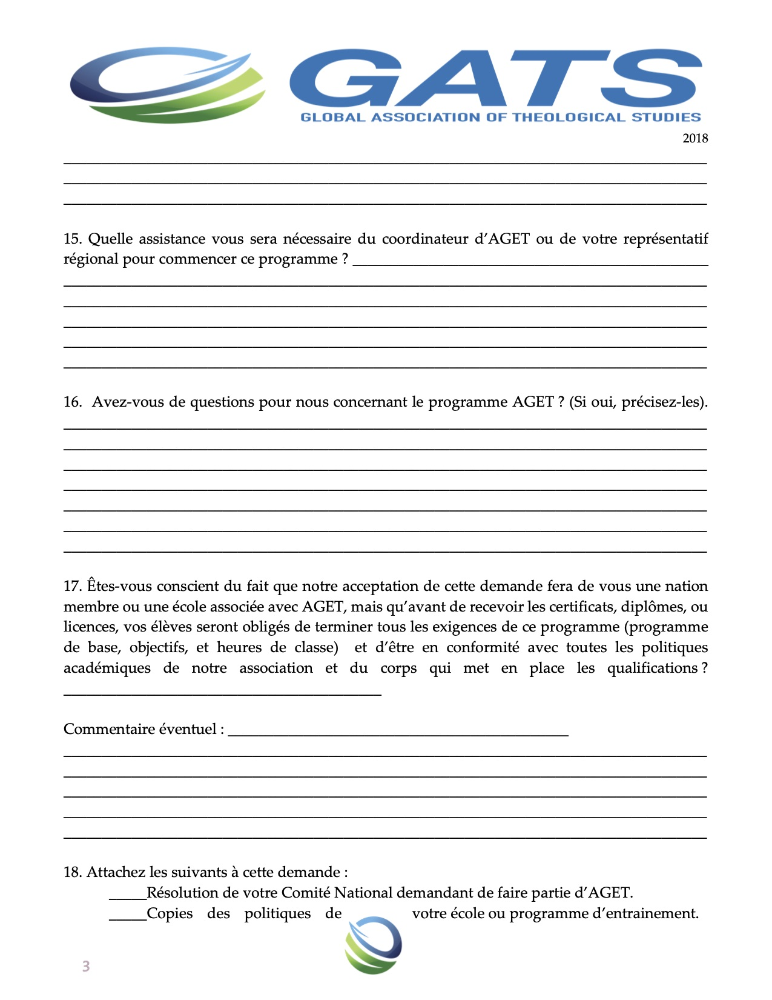 GATS
GLOBAL ASSOCIATION OF THEOLOGICAL STUDIES
2018
15. Quelle assistance vous sera nécessaire du coordinateur d’AGET ou de votre représentatif
régional pour commencer ce programme ? _______________________________________________
16.  Avez-vous de questions pour nous concernant le programme AGET ? (Si oui, précisez-les).
17. Êtes-vous conscient du fait que notre acceptation de cette demande fera de vous une nation
membre ou une école associée avec AGET, mais qu’avant de recevoir les certificats, diplômes, ou
licences, vos élèves seront obligés de terminer tous les exigences de ce programme (programme
de base, objectifs, et heures de classe)  et d’être en conformité avec toutes les politiques
académiques de notre association et du corps qui met en place les qualifications ?
Commentaire éventuel : _____________________________________________
18. Attachez les suivants à cette demande :
_____Résolution de votre Comité National demandant de faire partie d’AGET.
_____Copies des politiques de votre école ou programme d’entrainement.
3